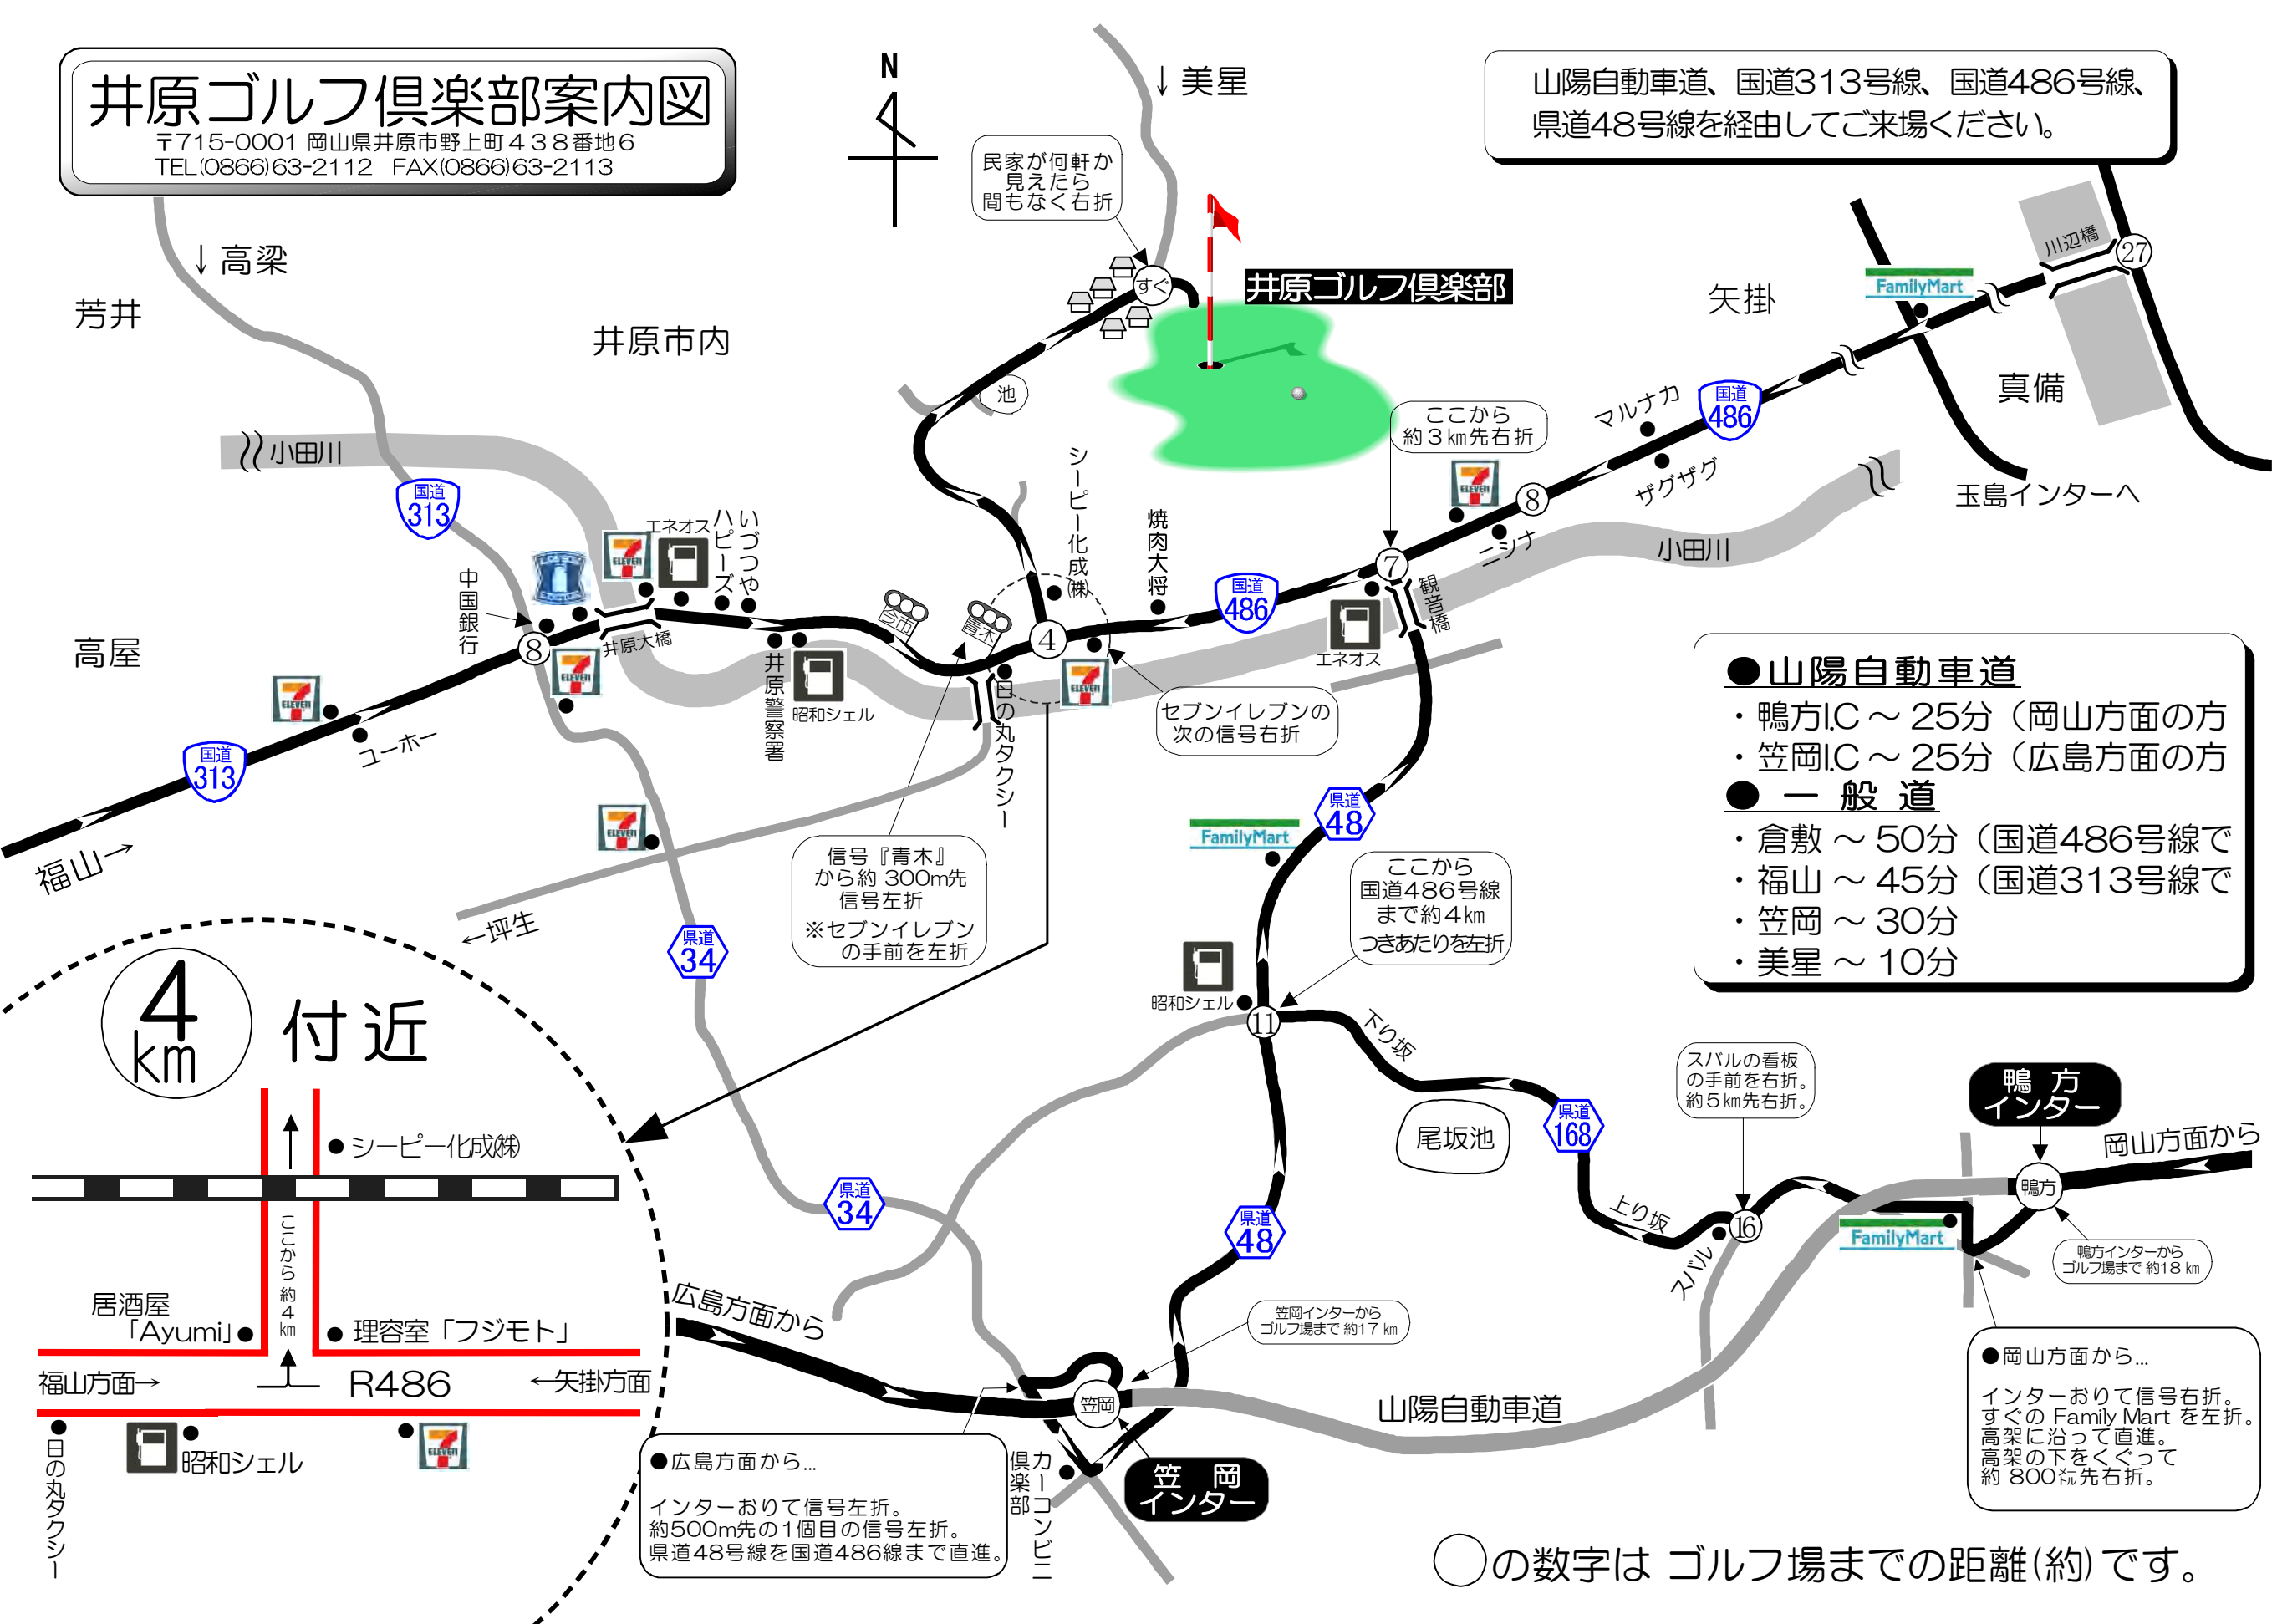 井原ゴルフ倶楽部案内図
〒715-0001 岡山県井原市野上町４３８番地６
TEL(0866)63-2112　FAX(0866)63-2113
N
↓美星
山陽自動車道、国道313号線、国道486号線、
県道48号線を経由してご来場ください。
民家が何軒か
見えたら
間もなく右折
↓高梁
芳井
井原市内
すぐ
井原ゴルフ倶楽部
矢掛
FamilyMart
川辺橋
27
真備
玉島インターへ
池
ここから
約３㎞先右折
マルナカ
国道
486
ザグザグ
8
7
ELEVEn
ニシナ
小田川
小田川
国道
313
シーピー化成㈱
焼肉大将
国道
486
7
観音橋
エネオス
エネオス
ハピーズ
いづつや
7
ELEVEn
中国銀行
8
井原大橋
7
ELEVEn
今市
青木
4
7
ELEVEn
井原警察署
昭和シェル
日の丸タクシー
セブンイレブンの
次の信号右折
高屋
7
ELEVEn
ユーホー
国道
313
福山→
7
ELEVEn
←坪生
信号『青木』
から約 300m先
信号左折
※セブンイレブン
の手前を左折
県道
48
FamilyMart
ここから
国道４８６号線
まで約４㎞
つきあたりを左折
●山陽自動車道
・鴨方I.C ～ 25分（岡山方面の方
・笠岡I.C ～ 25分（広島方面の方
● 一 般 道
・倉敷 ～ 50分（国道486号線で
・福山 ～ 45分（国道313号線で
・笠岡 ～ 30分
・美星 ～ 10分
県道
34
昭和シェル
11
下り坂
尾坂池
県道
168
上り坂
スバルの看板
の手前を右折。
約５㎞先右折。
16
スバル
鴨 方
インター
岡山方面から
鴨方
FamilyMart
鴨方インターから
ゴルフ場まで 約18 ㎞
県道
34
県道
48
4
km
付近
●シーピー化成㈱
ここから約４㎞
居酒屋
「Ayumi」●
●理容室「フジモト」
福山方面→
R486
←矢掛方面
日の丸タクシー
昭和シェル
7
ELEVEn
広島方面から
笠岡インターから
ゴルフ場まで 約17 ㎞
笠岡
笠 岡
インター
カーコンビニ
倶楽部
山陽自動車道
●広島方面から…
インターおりて信号左折。
約500m先の１個目の信号左折。
県道48号線を国道486線まで直進。
●岡山方面から…
インターおりて信号右折。
すぐの Family Mart を左折。
高架に沿って直進。
高架の下をくぐって
約 800㍍先右折。
○の数字は ゴルフ場までの距離(約)です。